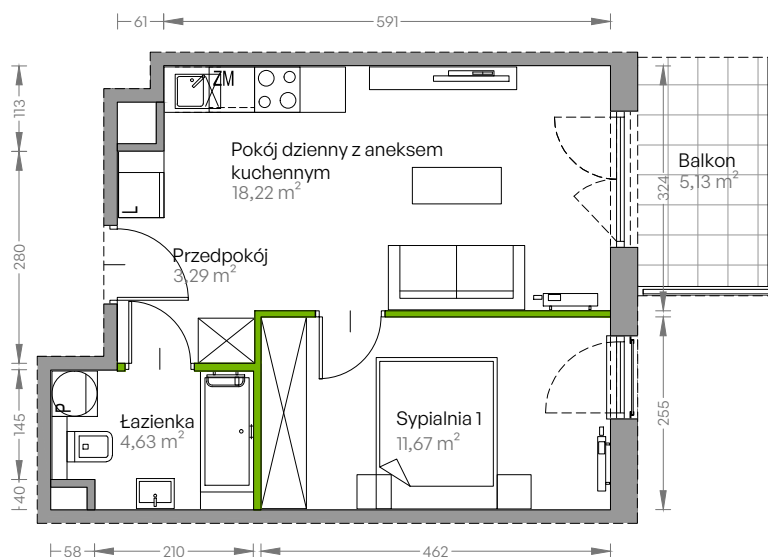 61
591
113
ZM
Pokój dzienny z aneksem
kuchennym
18,22 m²
Balkon
5,13 m²
324
L
280
Przedpokój
3,29 m²
P
Łazienka
4,63 m²
Sypialnia 1
11,67 m²
255
145
40
58
210
462